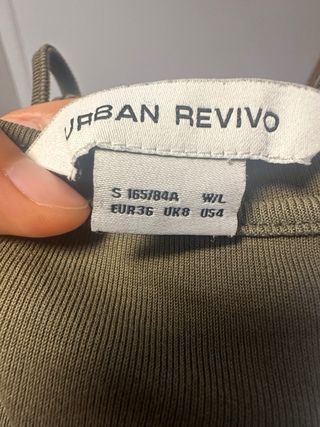 URBAN REVIVO
S 165/84A W/L
EUR36 UK8 US4